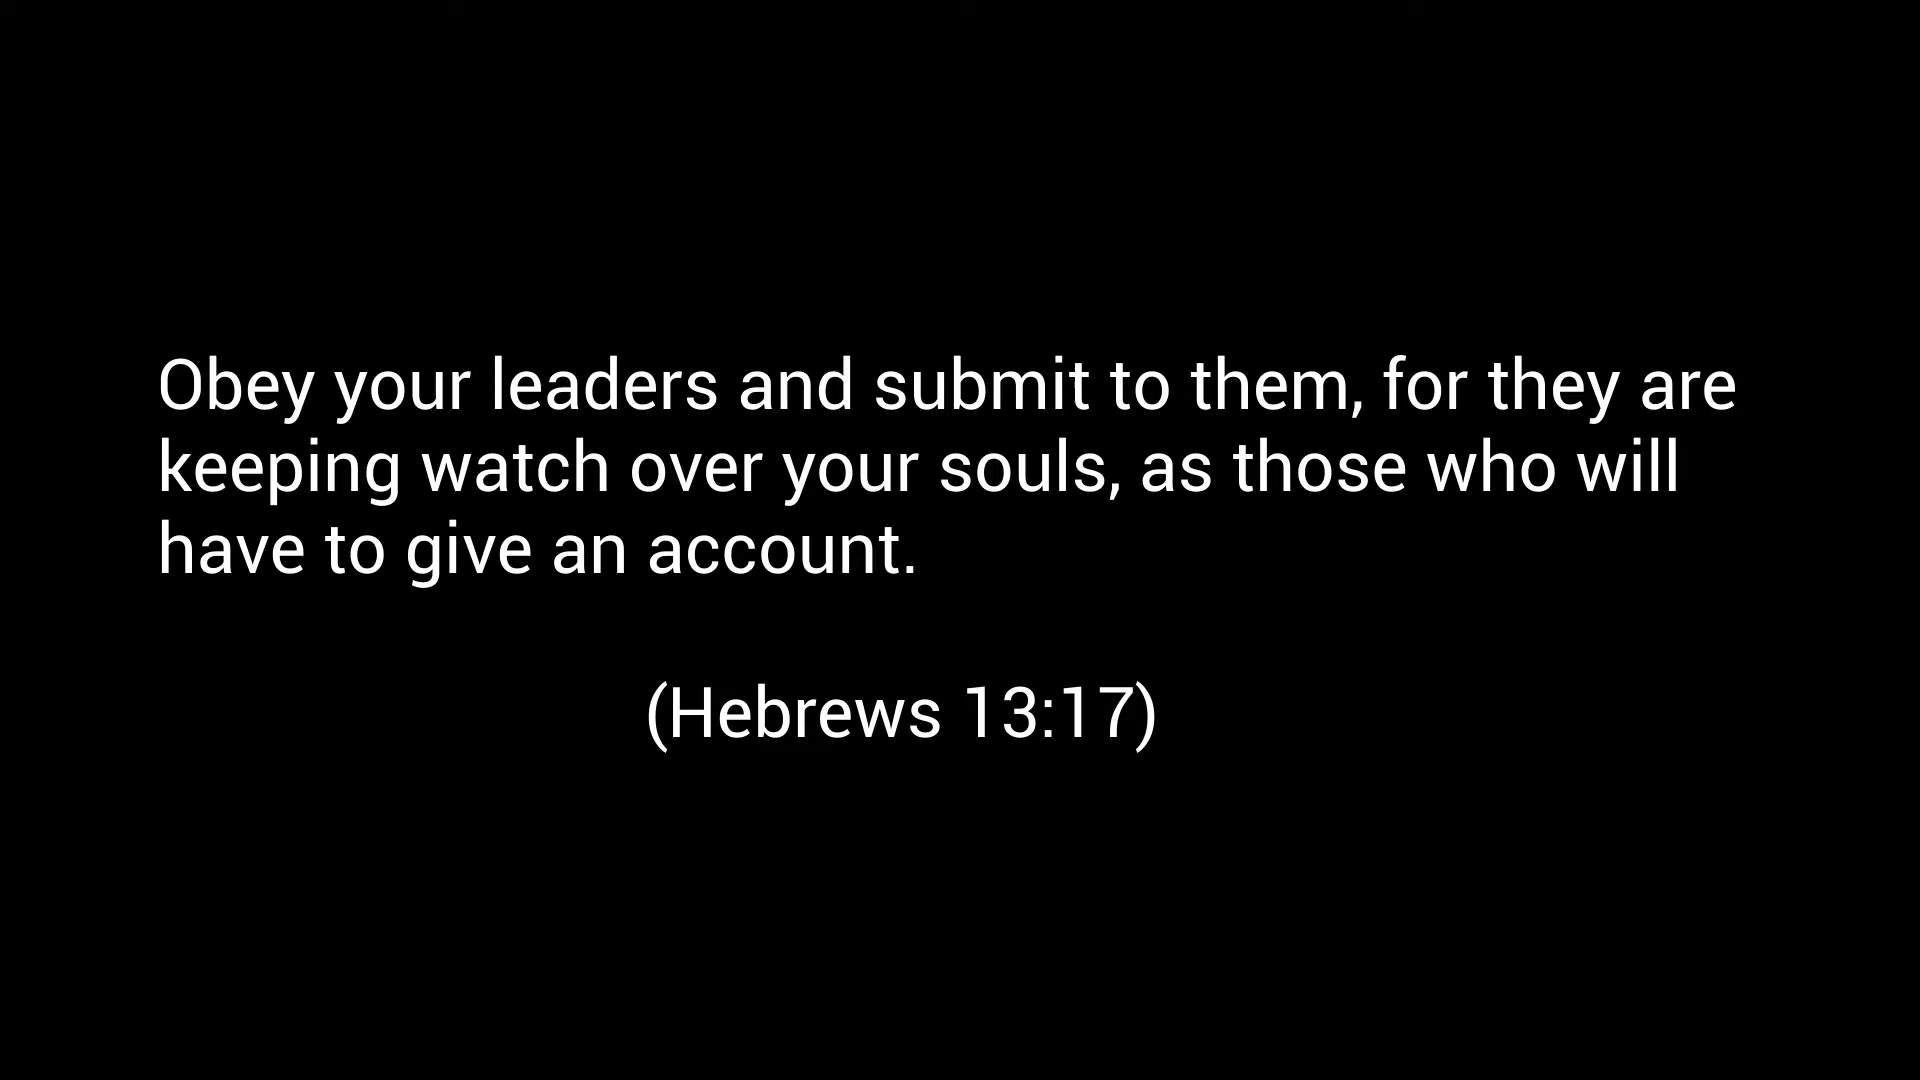 Obey your leaders and submit to them, for they are
keeping watch over your souls, as those who will
have to give an account.
(Hebrews 13:17)